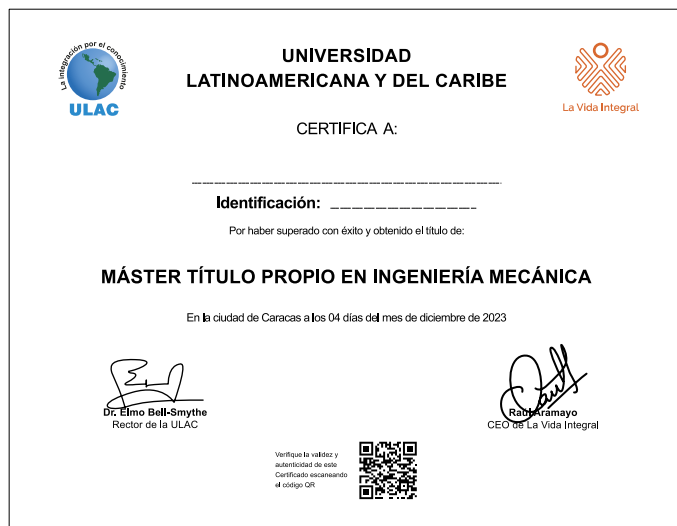 La integración por el conocimiento
ULAC
UNIVERSIDAD
LATINOAMERICANA Y DEL CARIBE
La Vida Integral
CERTIFICA A:
Identificación:
Por haber superado con éxito y obtenido el título de:
MÁSTER TÍTULO PROPIO EN INGENIERÍA MECÁNICA
En la ciudad de Caracas a los 04 días del mes de diciembre de 2023
Dr. Elmo Bell-Smythe
Rector de la ULAC
Raúl Aramayo
CEO de La Vida Integral
Verifique la validez y
autenticidad de este
Certificado escaneando
el código QR